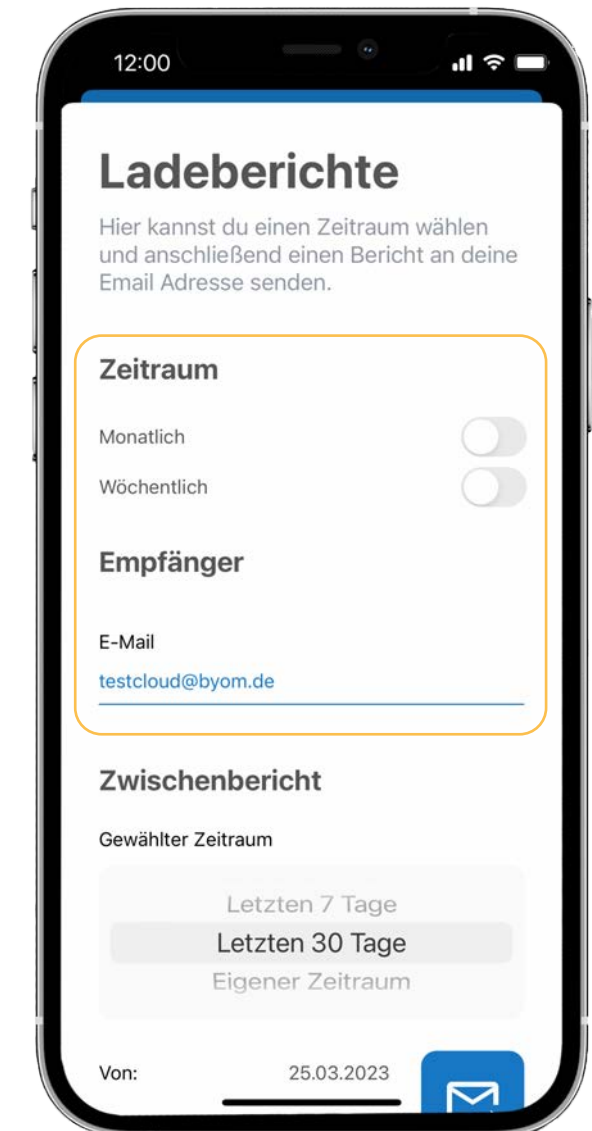 12:00
Ladeberichte
Hier kannst du einen Zeitraum wählen
und anschließend einen Bericht an deine
Email Adresse senden.
Zeitraum
Monatlich
Wöchentlich
Empfänger
E-Mail
testcloud@byom.de
Zwischenbericht
Gewählter Zeitraum
Letzten 7 Tage
Letzten 30 Tage
Eigener Zeitraum
Von: 25.03.2023